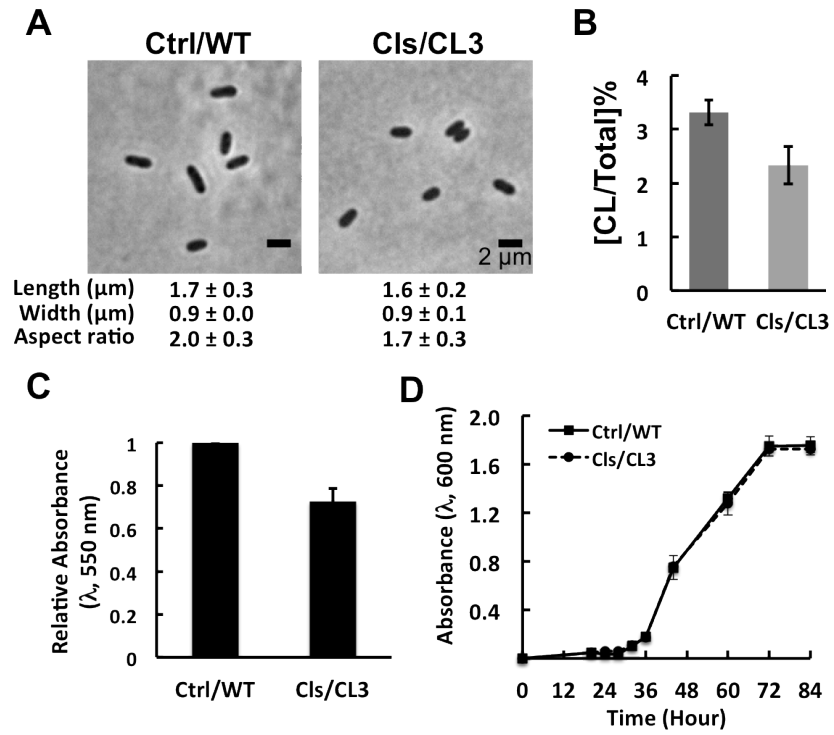 A
Ctrl/WT
Cls/CL3
2 µm
Length (µm) 1.7 ± 0.3 1.6 ± 0.2
Width (µm) 0.9 ± 0.0 0.9 ± 0.1
Aspect ratio 2.0 ± 0.3 1.7 ± 0.3
B
[CL/Total]%
4
3
2
1
0
Ctrl/WT Cls/CL3
C
Relative Absorbance
(λ, 550 nm)
1
0.8
0.6
0.4
0.2
0
Ctrl/WT Cls/CL3
D
Absorbance (λ, 600 nm)
2.0
1.6
1.2
0.8
0.4
Ctrl/WT
Cls/CL3
0 12 24 36 48 60 72 84
Time (Hour)